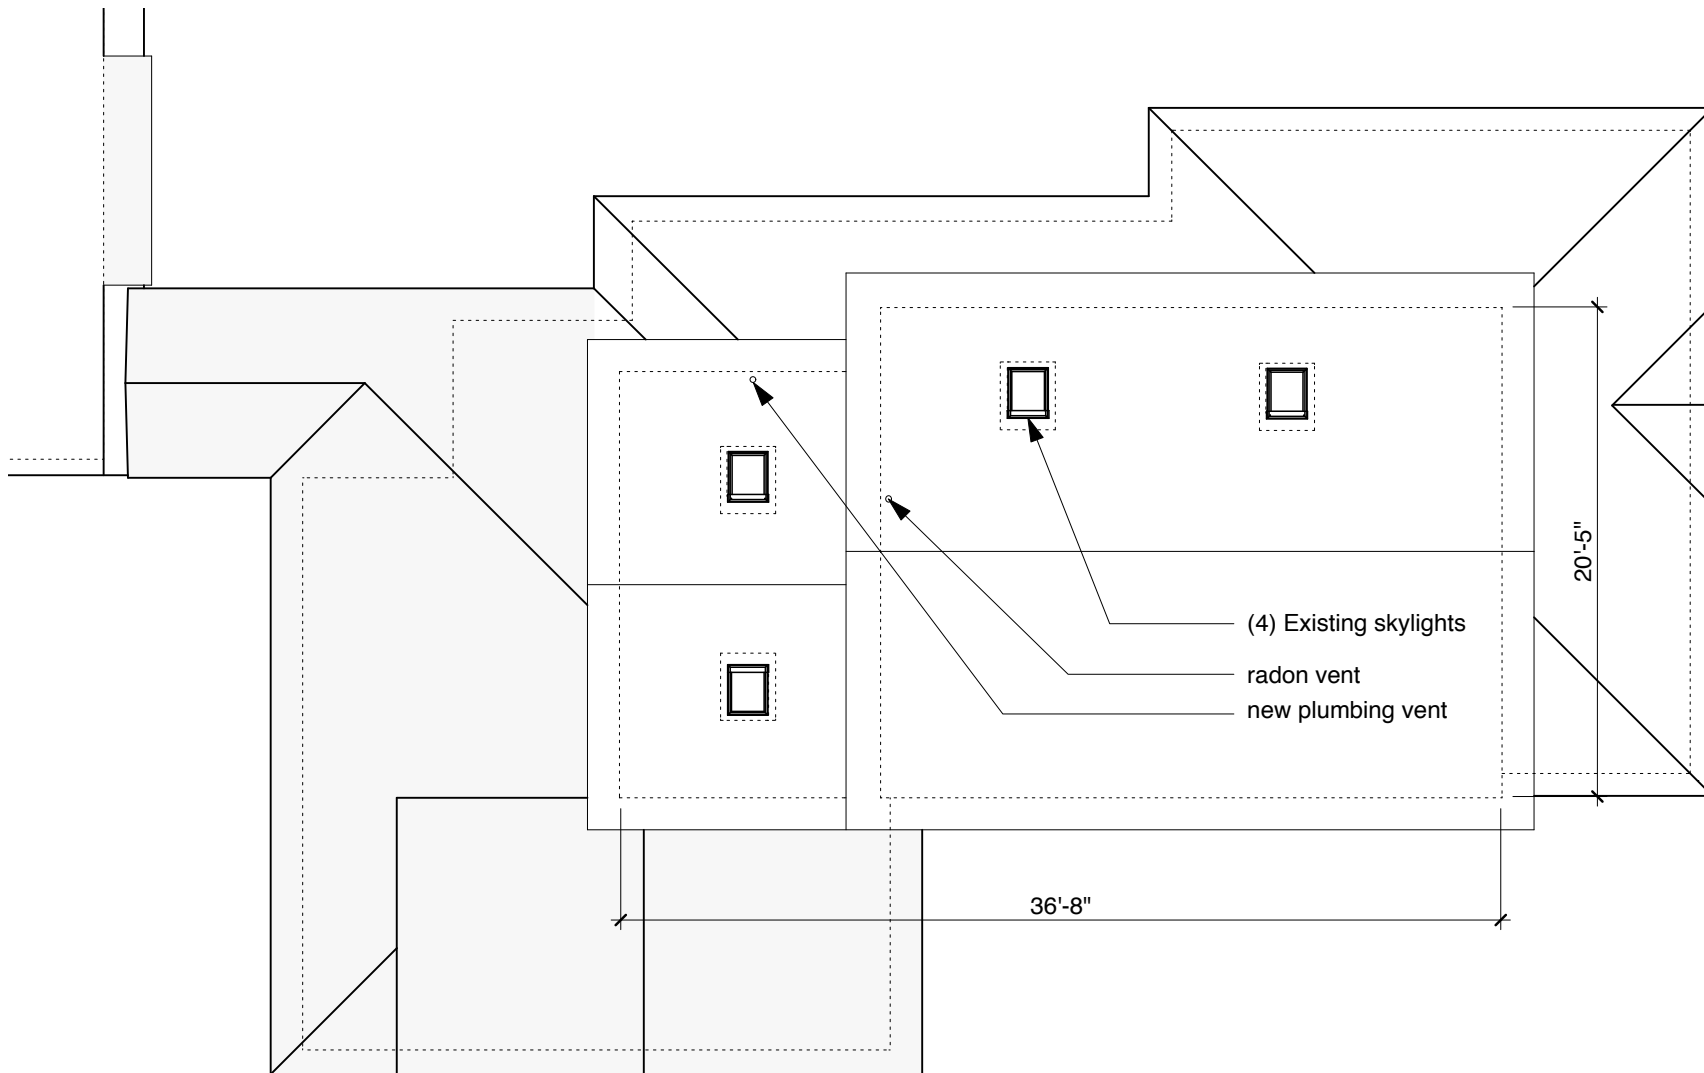 20'-5"
(4) Existing skylights
radon vent
new plumbing vent
36'-8"